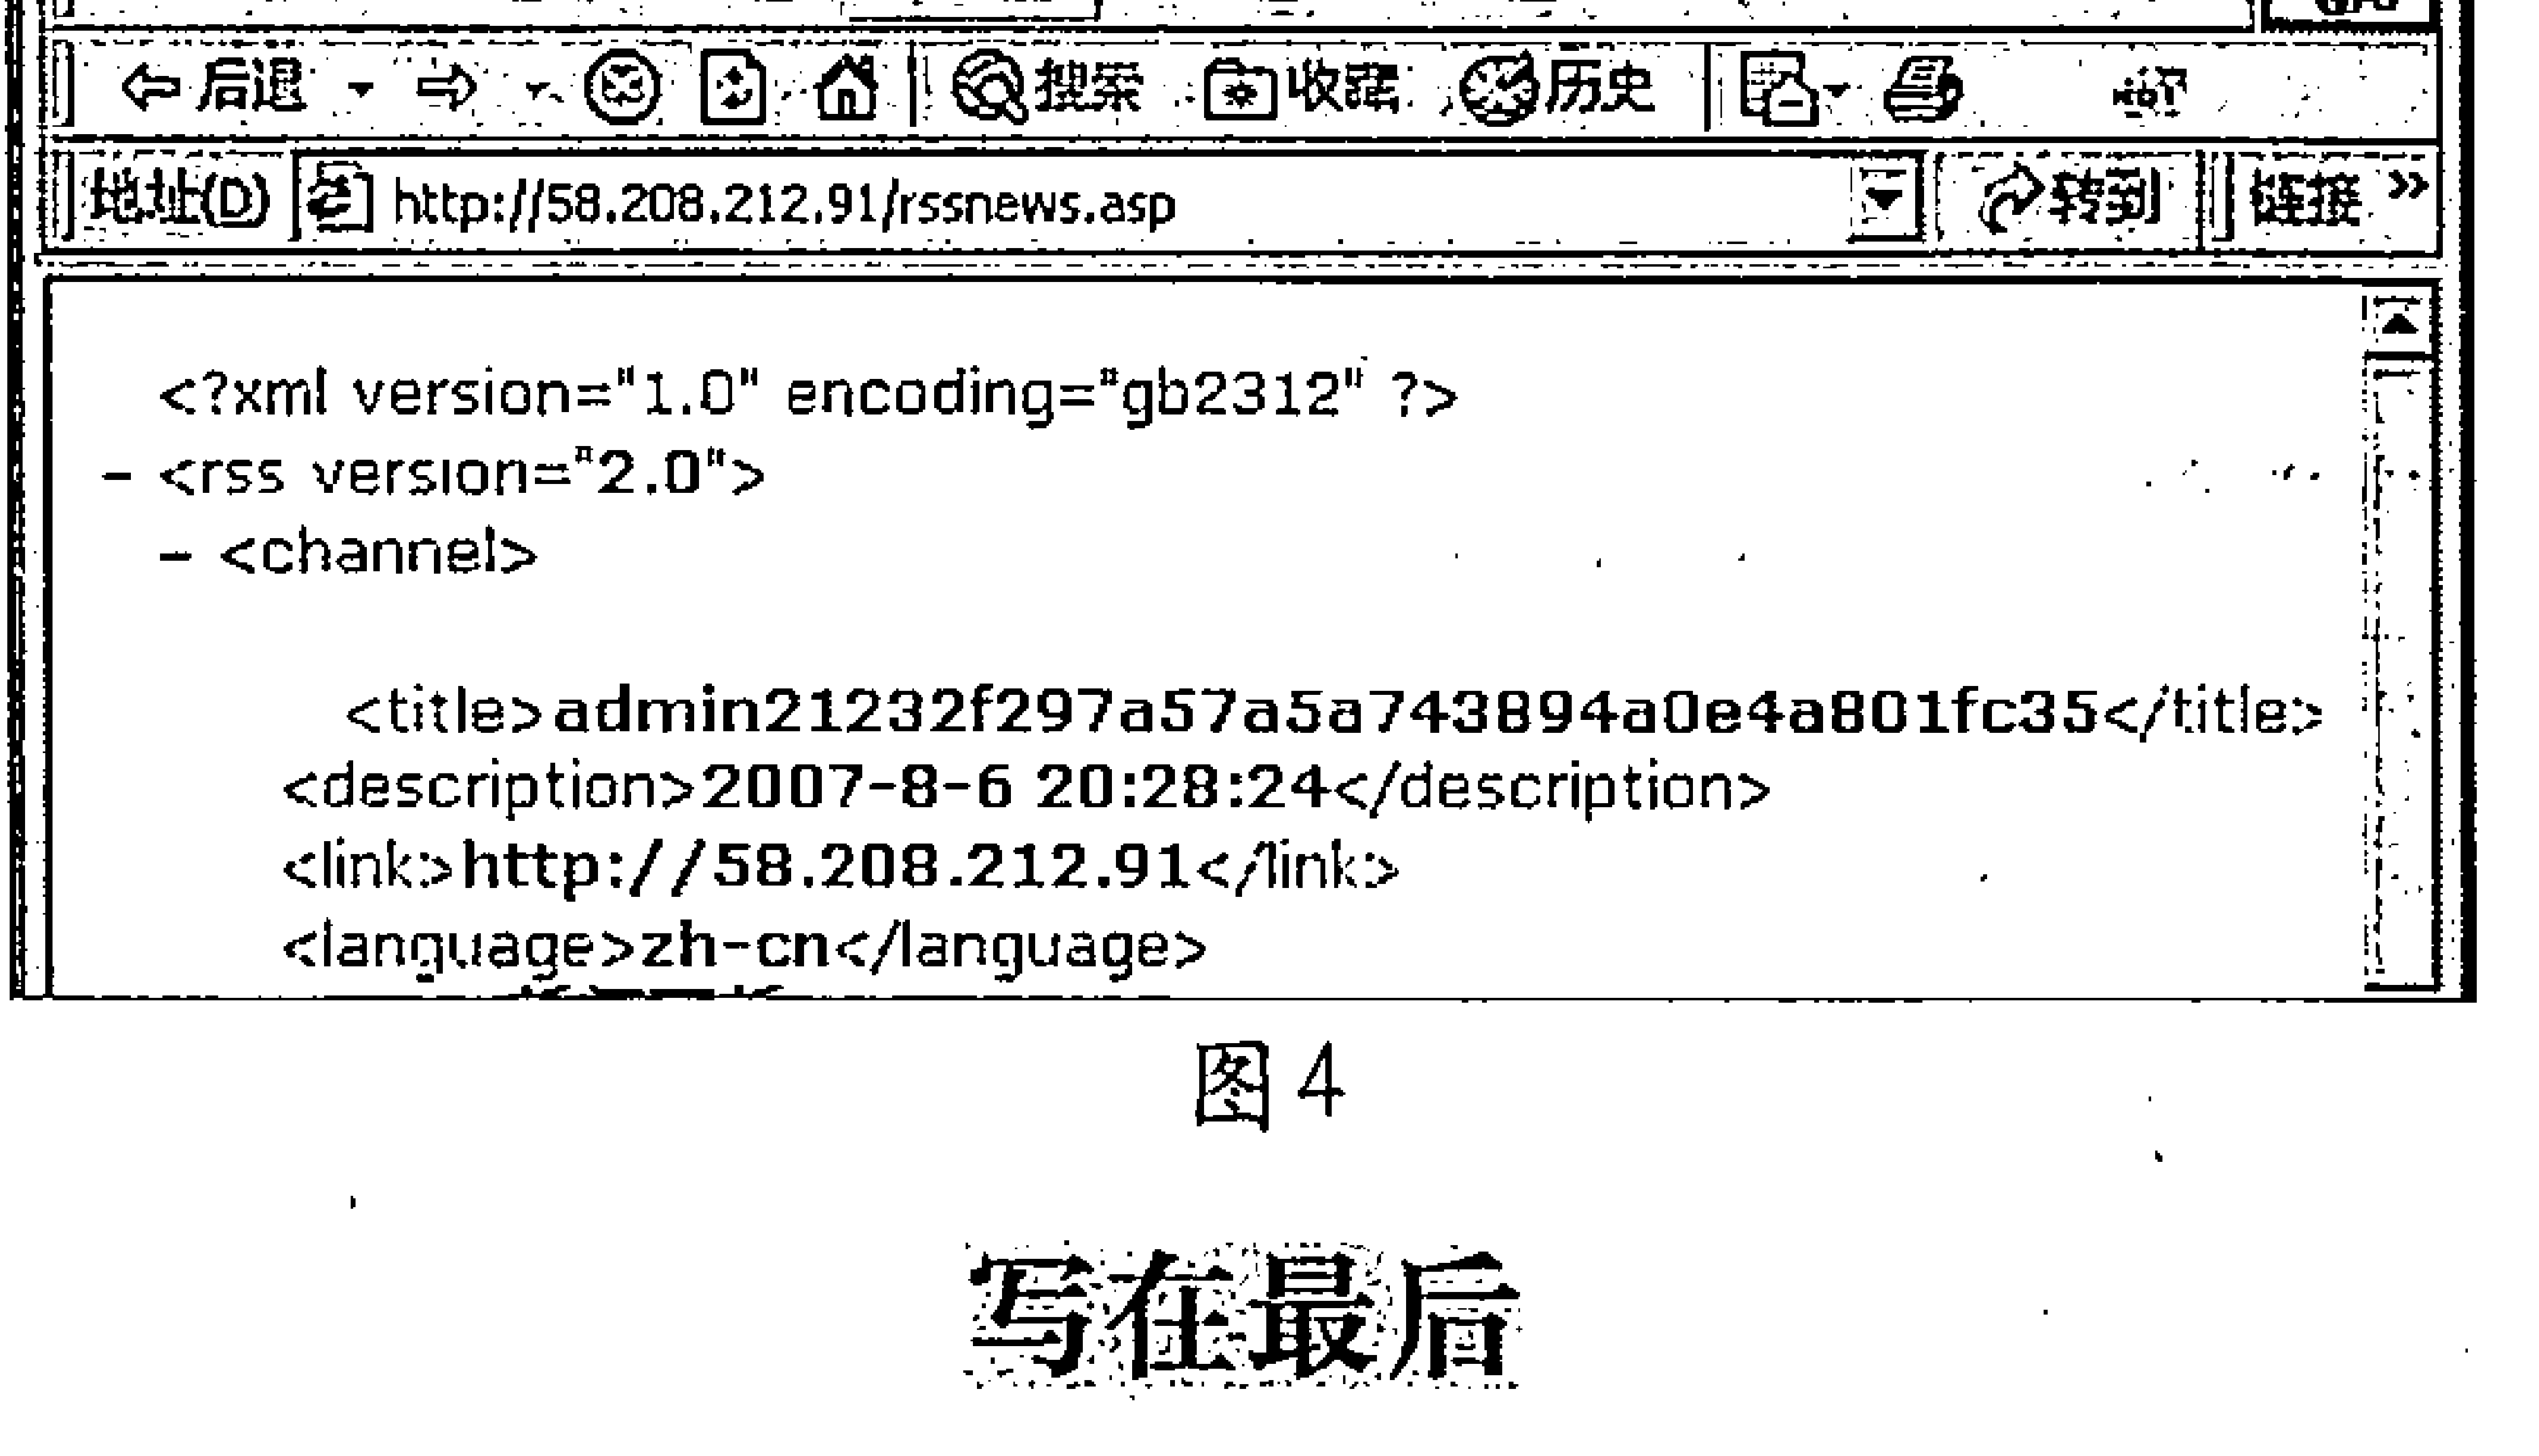 后退 搜索 收藏 历史
地址(D) http://58.208.212.91/rssnews.asp 转到 链接 »
<?xml version="1.0" encoding="gb2312" ?>
- <rss version="2.0">
- <channel>
<title>admin21232f297a57a5a743894a0e4a801fc35</title>
<description>2007-8-6 20:28:24</description>
<link>http://58.208.212.91</link>
<language>zh-cn</language>
图 4
写在最后